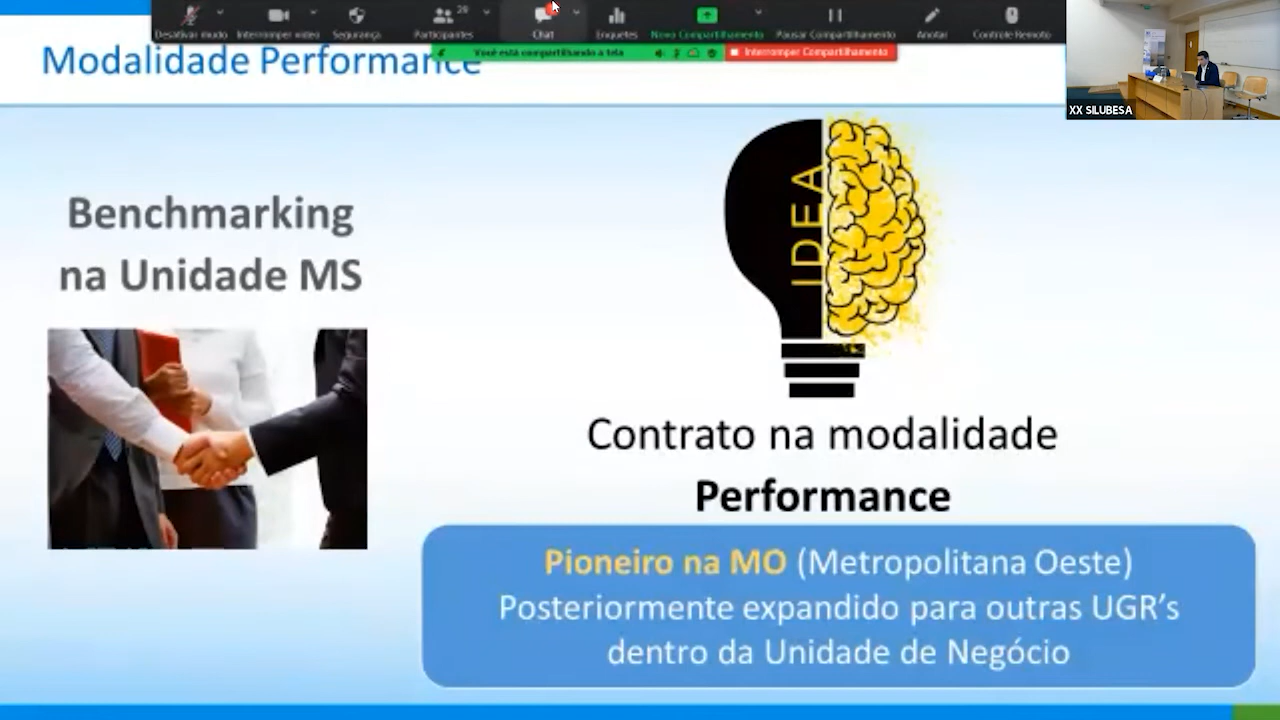 Desativar mudo
Interromper vídeo
Segurança
Participantes
28
Chat
Enquetes
Novo Compartilhamento
Pausar Compartilhamento
Anotar
Controle Remoto
Você está compartilhando a tela
Interromper Compartilhamento
XX SILUBESA
Modalidade Performance
Benchmarking
na Unidade MS
IDEA
Contrato na modalidade
Performance
Pioneiro na MO (Metropolitana Oeste)
Posteriormente expandido para outras UGR's
dentro da Unidade de Negócio